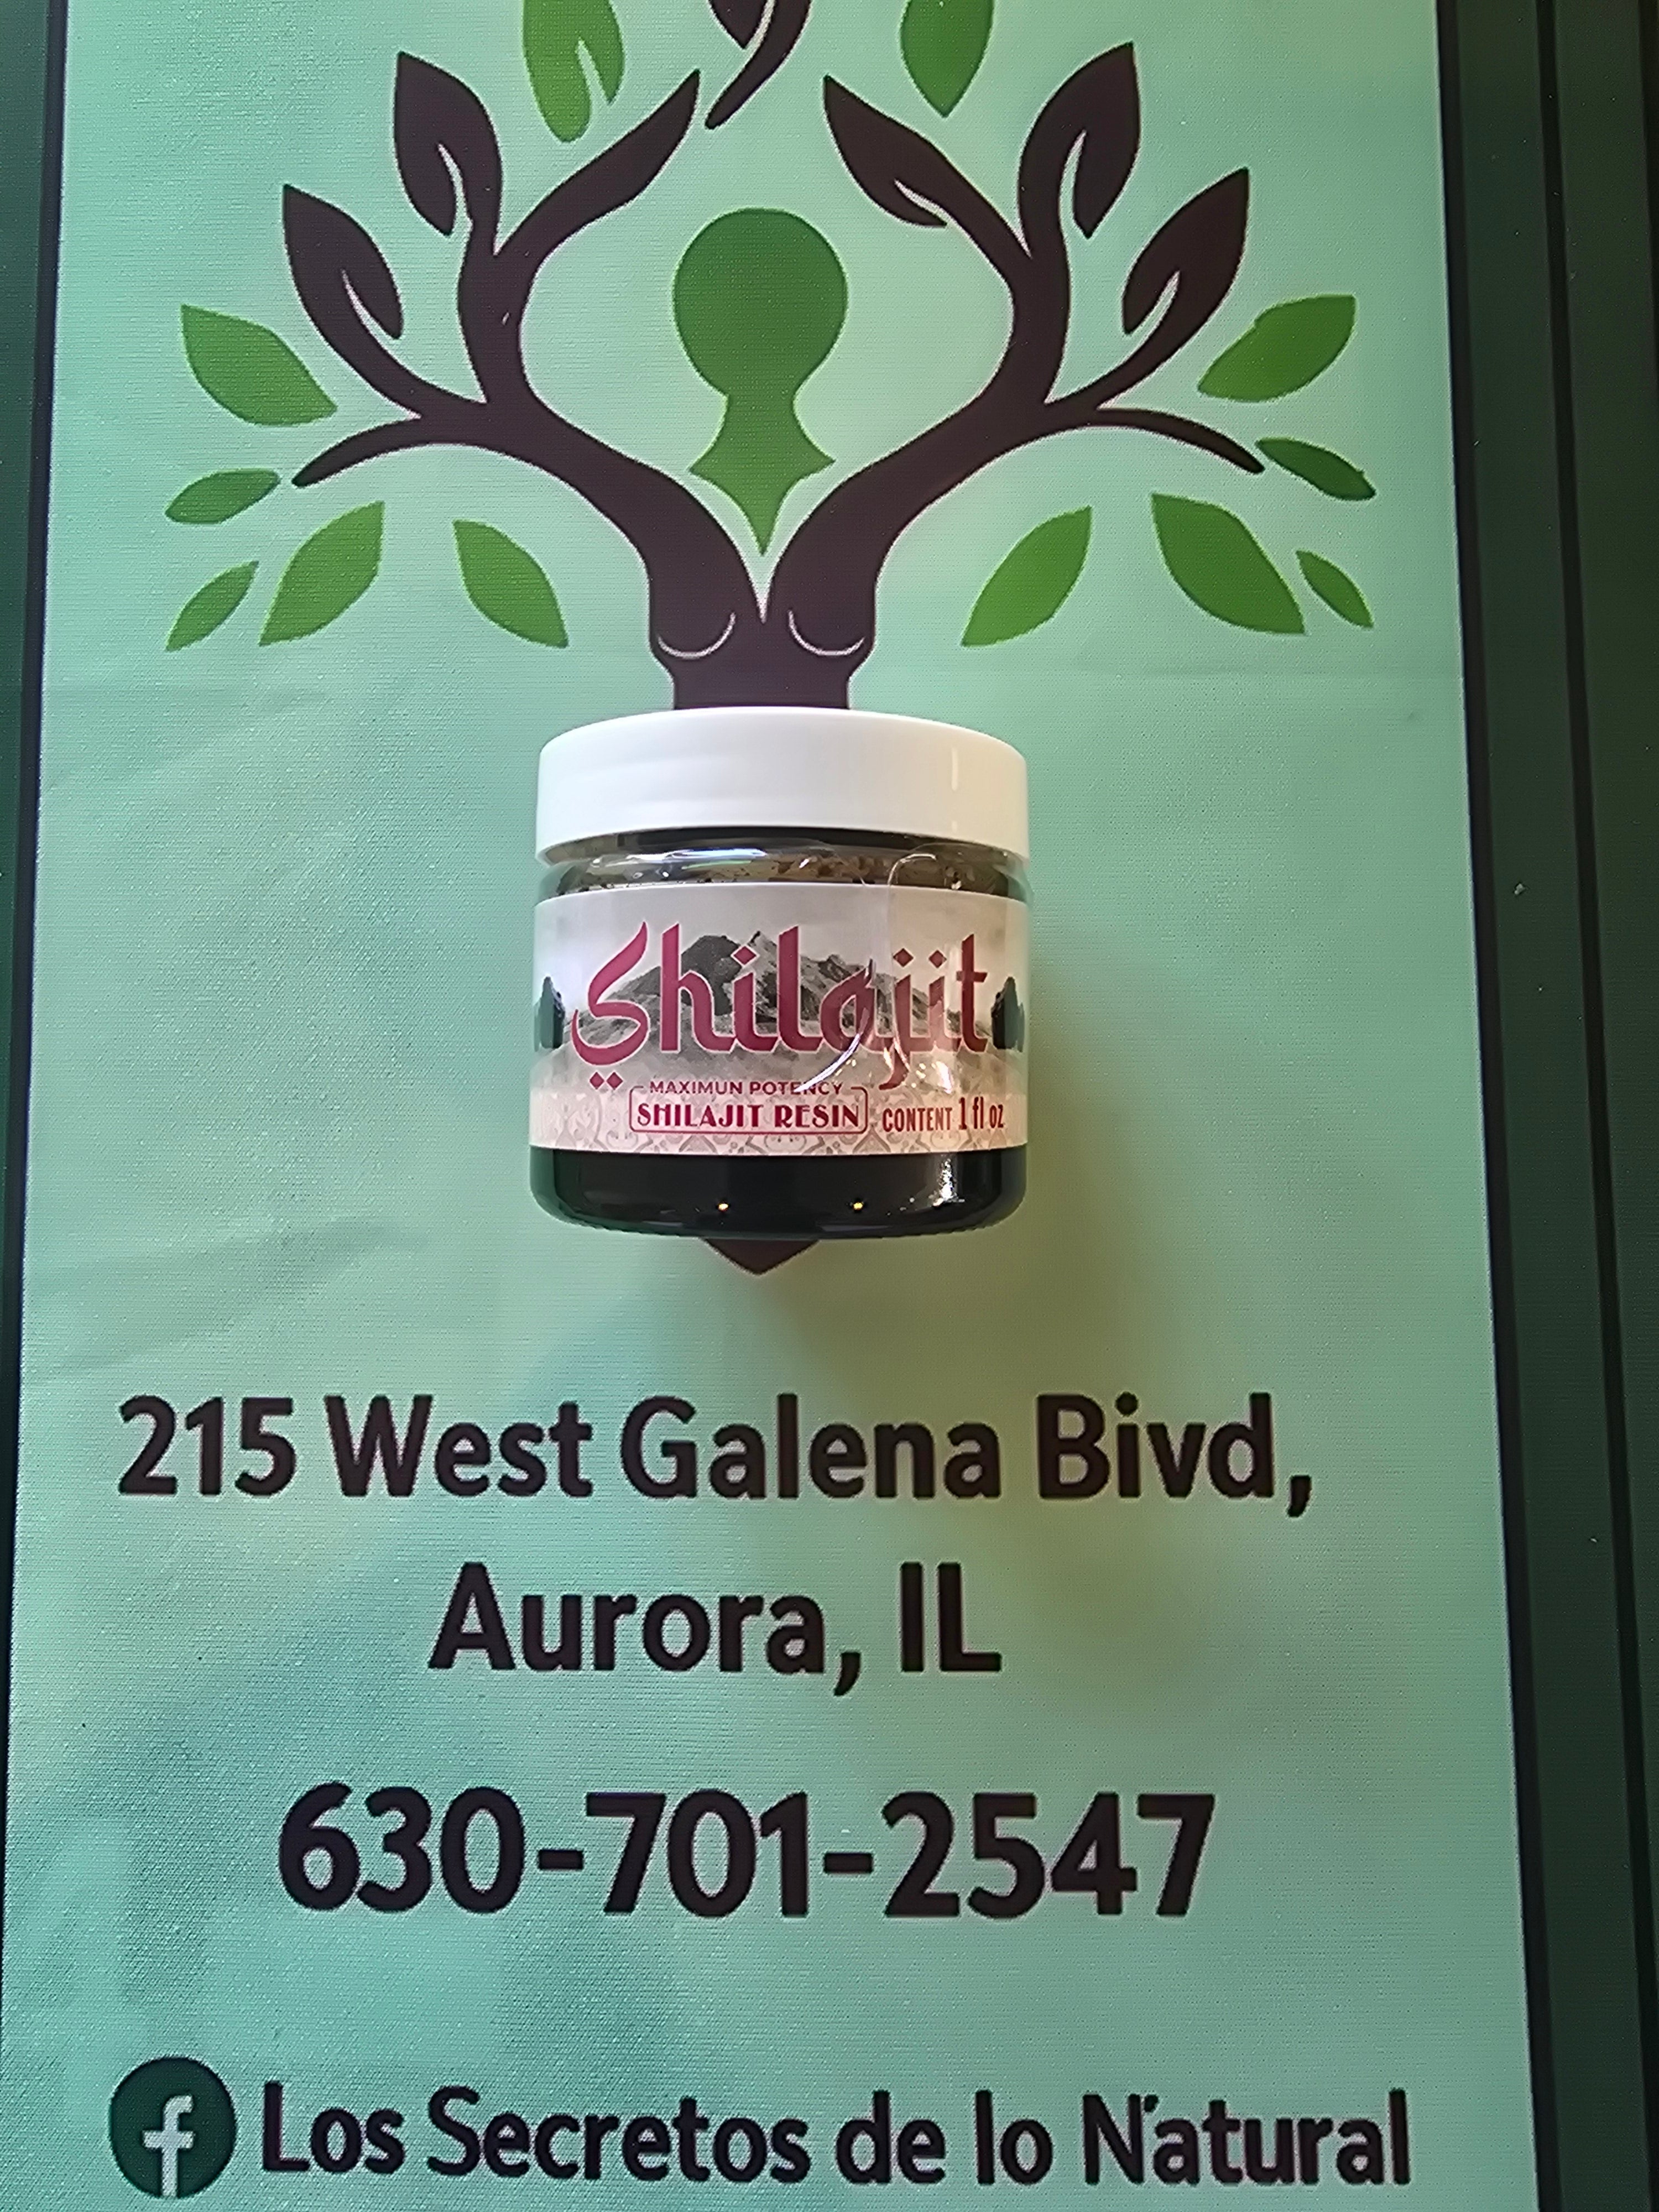 Shilajit
MAXIMUN POTENCY
SHILAJIT RESIN CONTENT 1 fl oz
215 West Galena Bivd,
Aurora, IL
630-701-2547
f Los Secretos de lo Natural